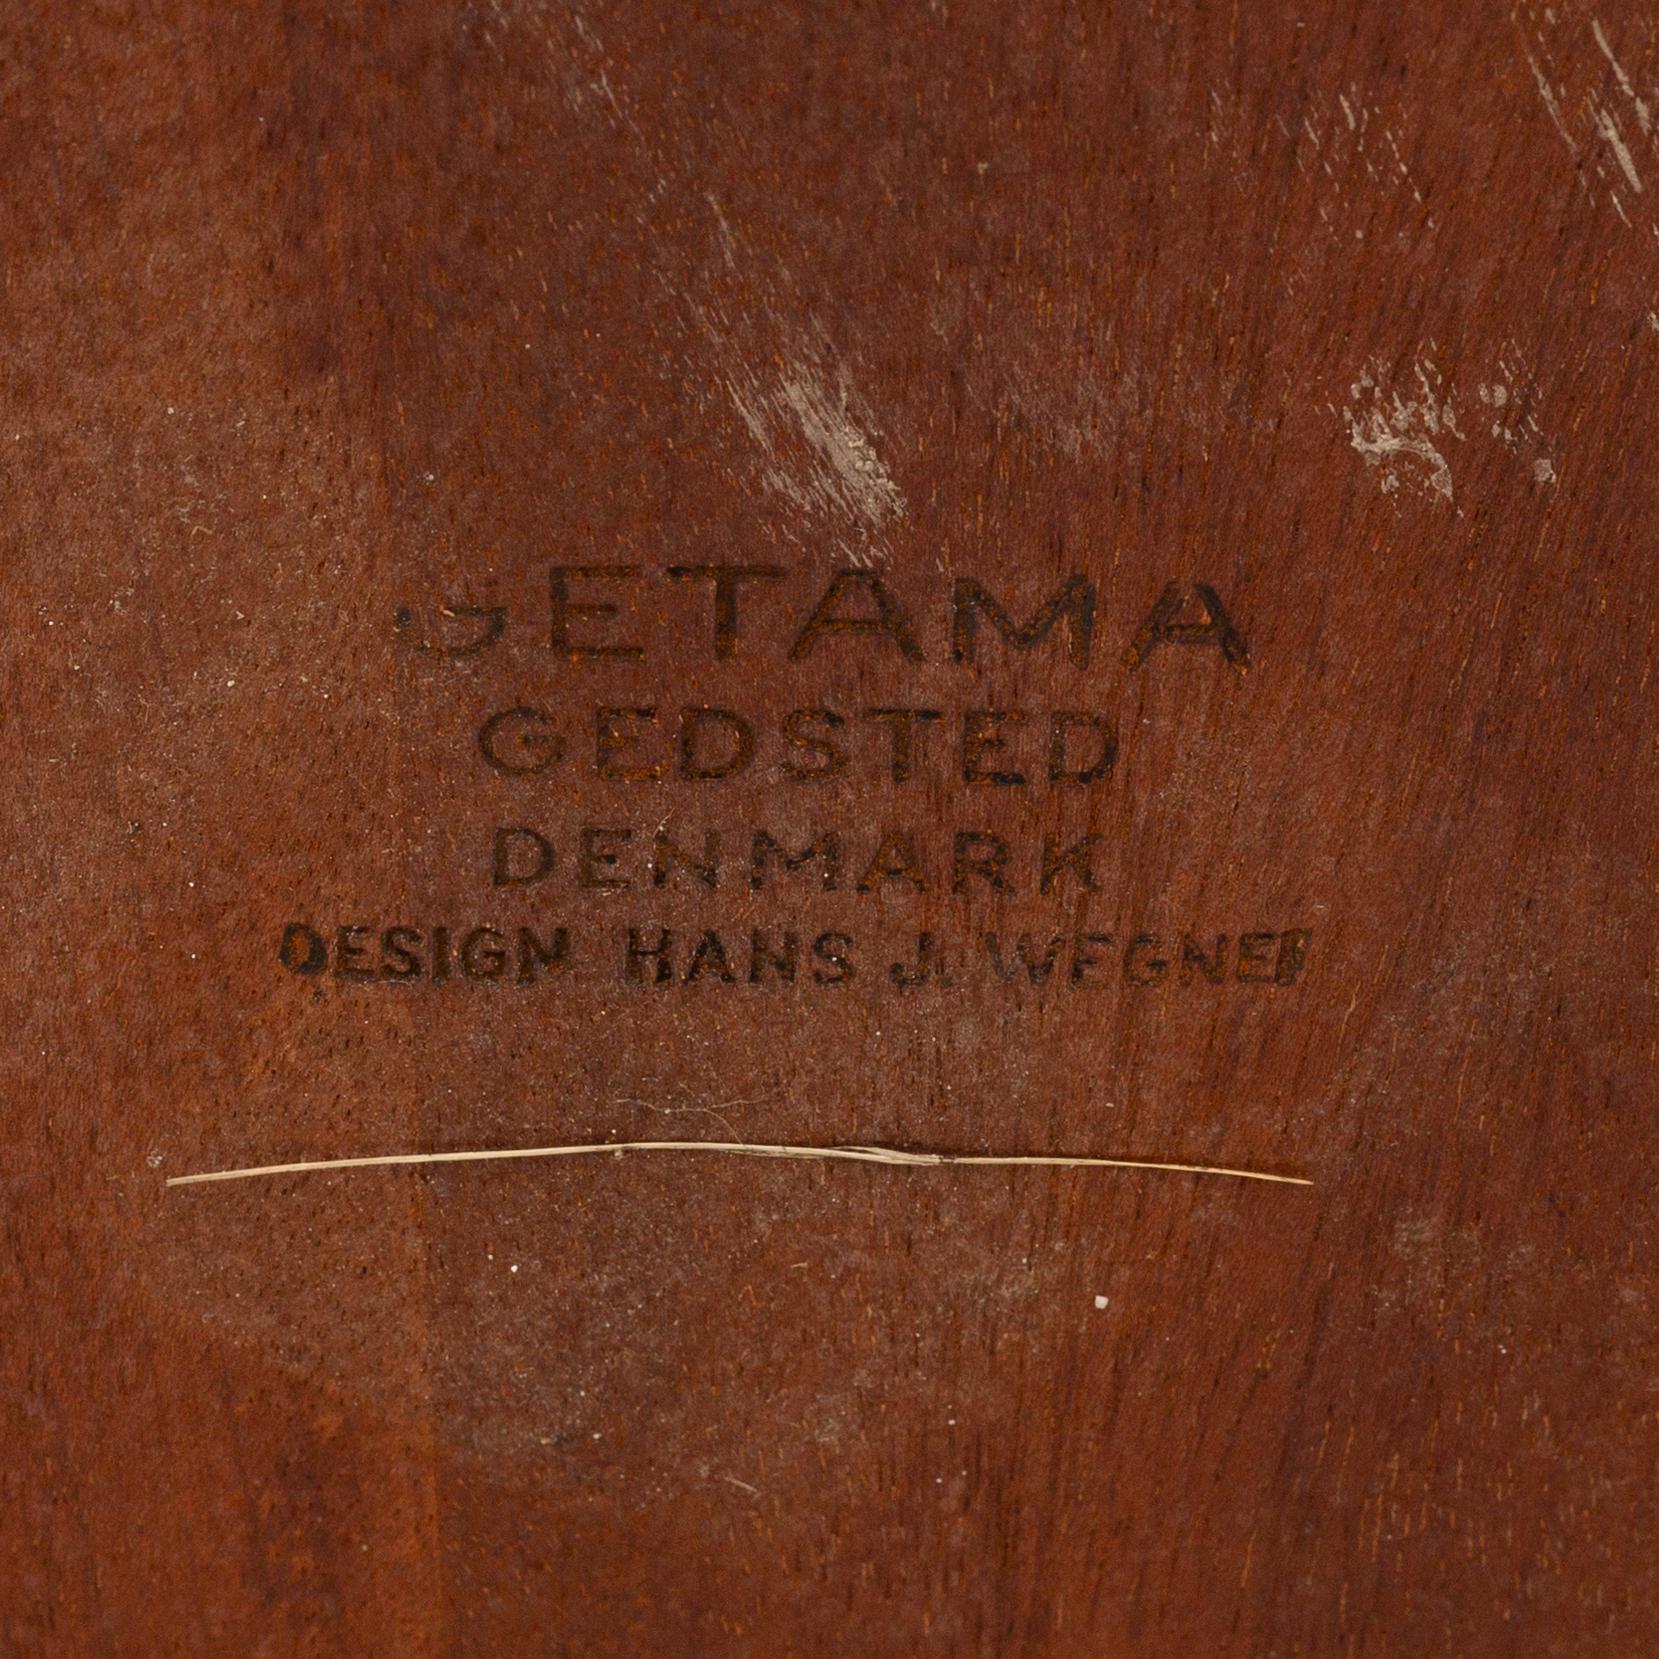 GETAMA
GEDSTED
DENMARK
DESIGN HANS J. WEGNER